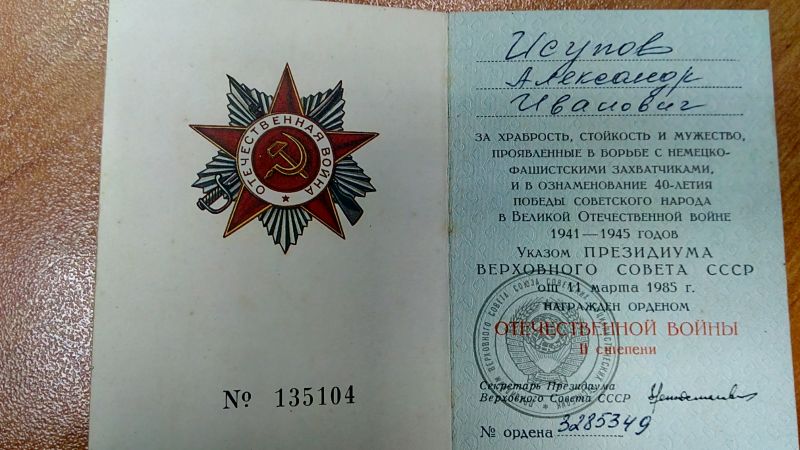 ОТЕЧЕСТВЕННАЯ ВОЙНА
№ 135104
Исупов
Александр
Иванович
ЗА ХРАБРОСТЬ, СТОЙКОСТЬ И МУЖЕСТВО,
ПРОЯВЛЕННЫЕ В БОРЬБЕ С НЕМЕЦКО-
ФАШИСТСКИМИ ЗАХВАТЧИКАМИ,
И В ОЗНАМЕНОВАНИЕ 40-ЛЕТИЯ
ПОБЕДЫ СОВЕТСКОГО НАРОДА
В ВЕЛИКОЙ ОТЕЧЕСТВЕННОЙ ВОЙНЕ
1941—1945 ГОДОВ
УКАЗОМ ПРЕЗИДИУМА
ВЕРХОВНОГО СОВЕТА СССР
от 11 марта 1985 г.
НАГРАЖДЕН ОРДЕНОМ
ОТЕЧЕСТВЕННОЙ ВОЙНЫ
II степени
Секретарь Президиума
Верховного Совета СССР
№ ордена 3285349